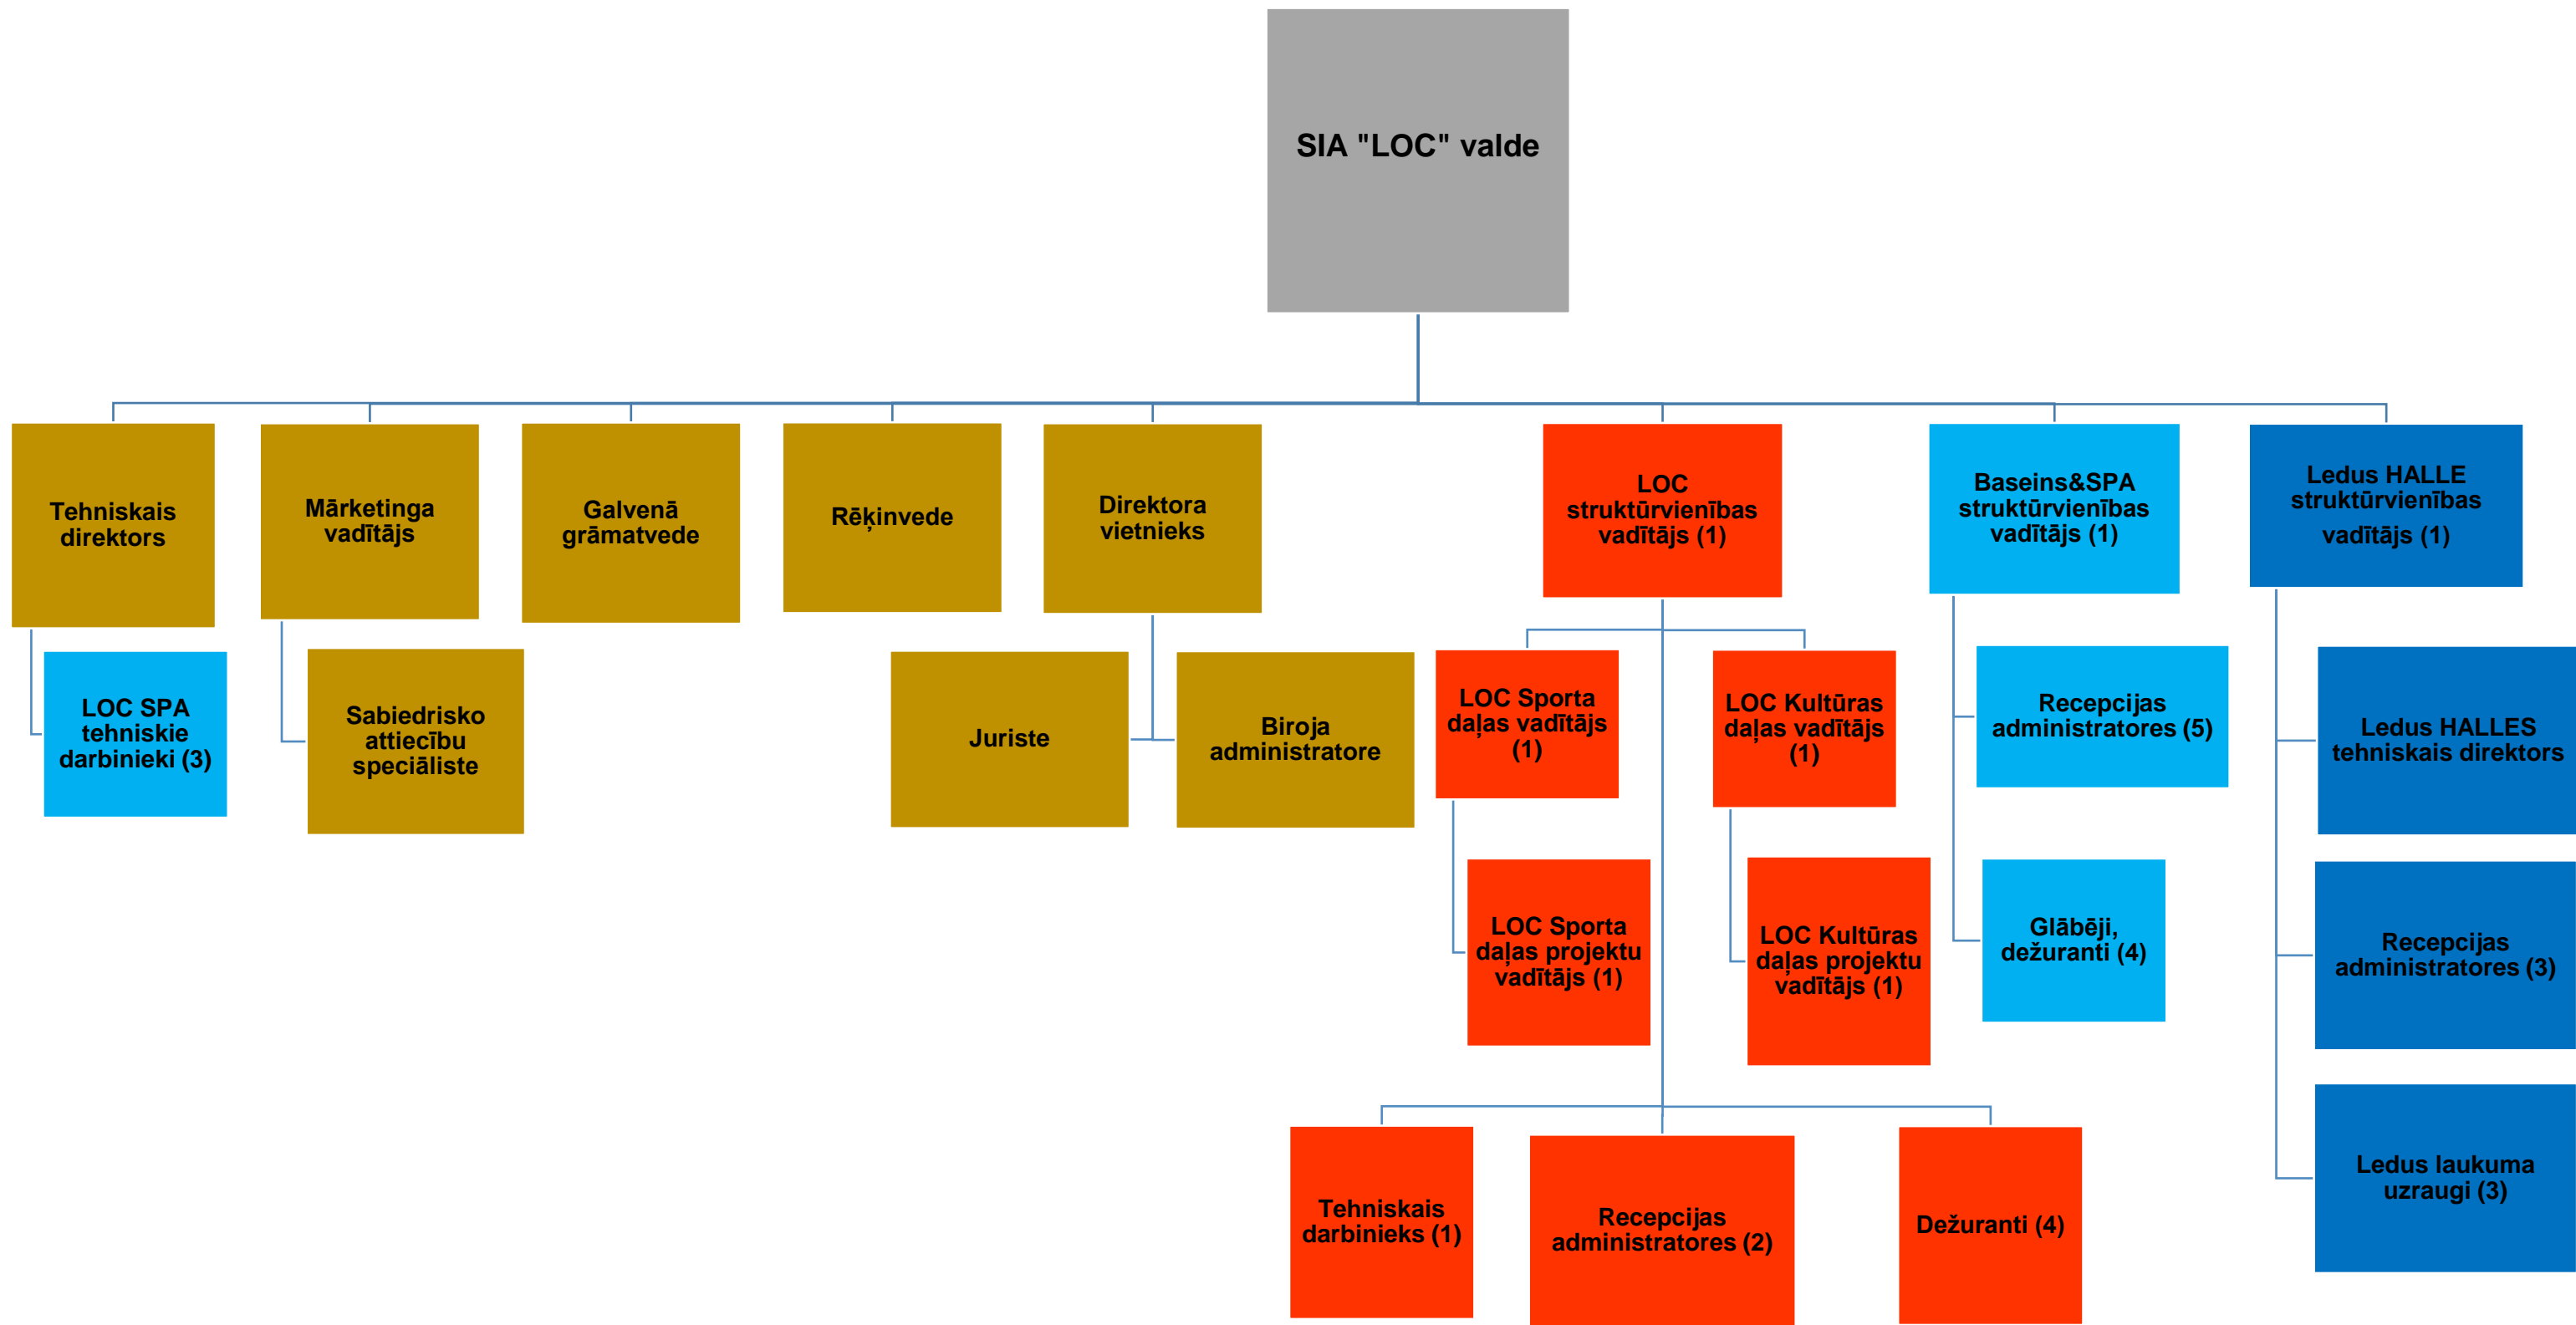 SIA "LOC" valde
Tehniskais
direktors
Mārketinga
vadītājs
Galvenā
grāmatvede
Rēķinvede
Direktora
vietnieks
LOC
struktūrvienības
vadītājs (1)
Baseins&SPA
struktūrvienības
vadītājs (1)
Ledus HALLE
struktūrvienības
vadītājs (1)
LOC SPA
tehniskie
darbinieki (3)
Sabiedrisko
attiecību
speciāliste
Juriste
Biroja
administratore
LOC Sporta
daļas vadītājs
(1)
LOC Kultūras
daļas vadītājs
(1)
Recepcijas
administratores (5)
Ledus HALLES
tehniskais direktors
LOC Sporta
daļas projektu
vadītājs (1)
LOC Kultūras
daļas projektu
vadītājs (1)
Glābēji,
dežuranti (4)
Recepcijas
administratores (3)
Tehniskais
darbinieks (1)
Recepcijas
administratores (2)
Dežuranti (4)
Ledus laukuma
uzraugi (3)